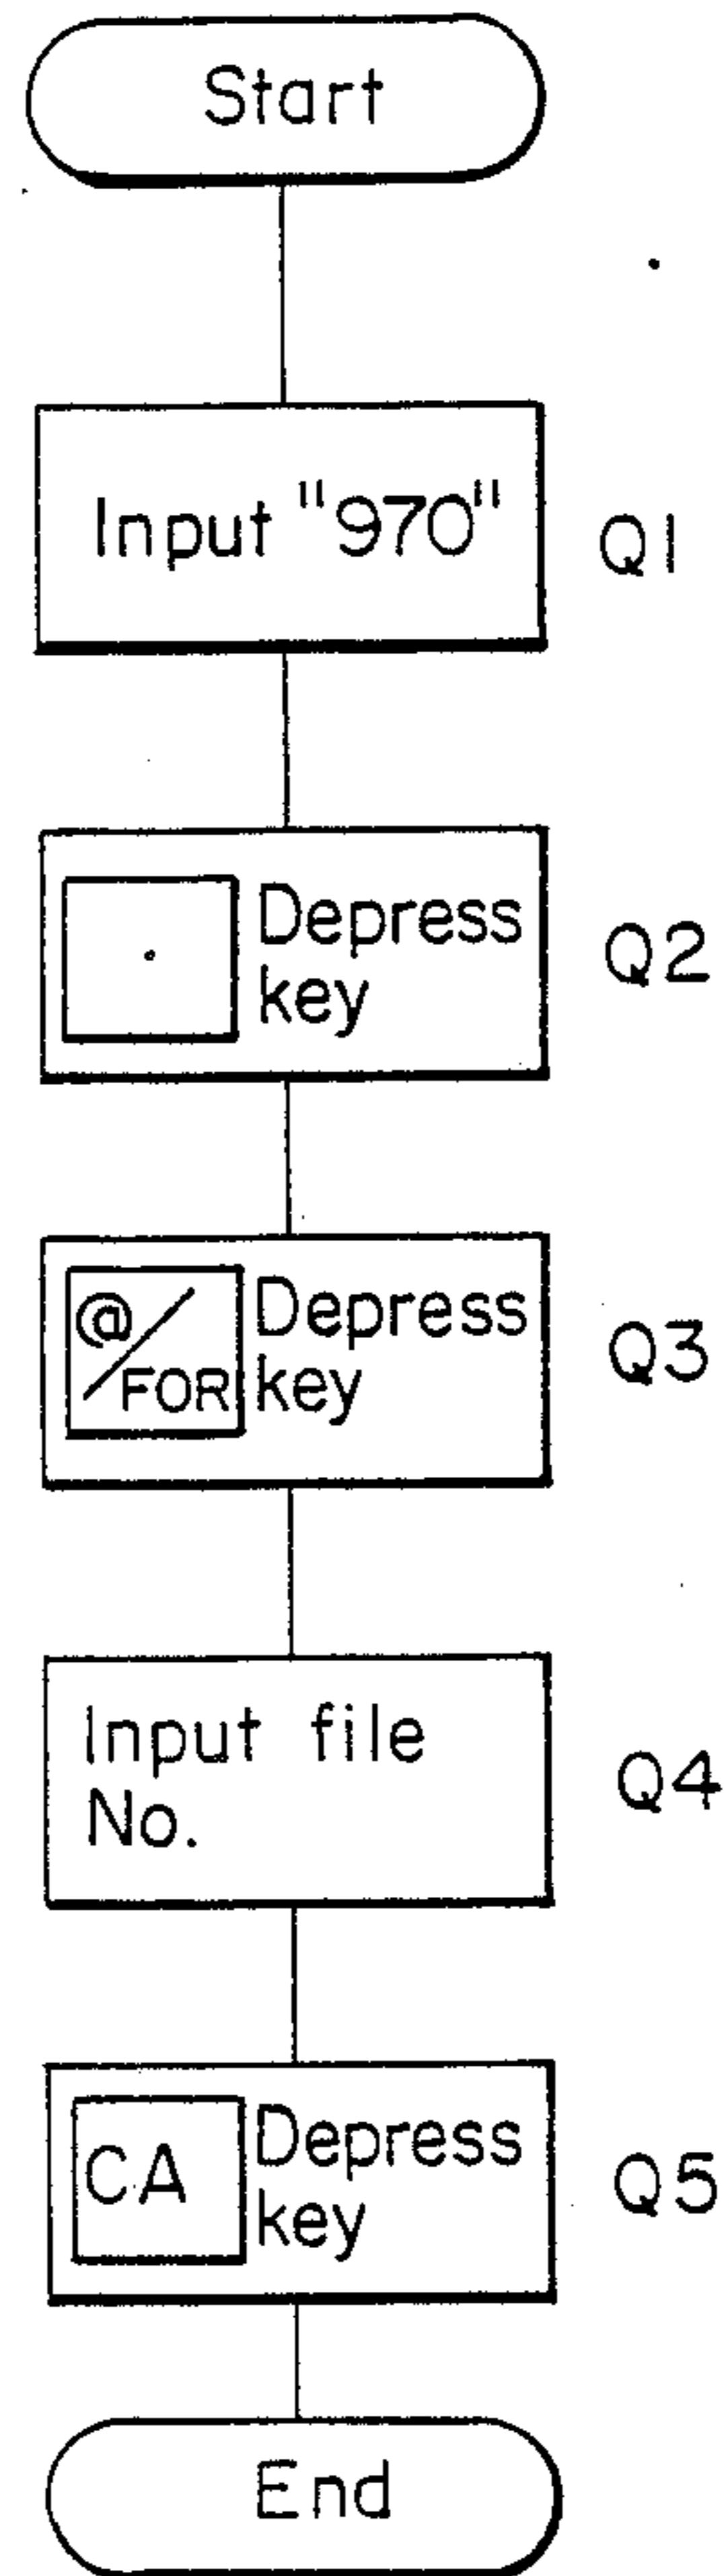 Start
Input "970" Q1
· Depress
key Q2
@/FOR Depress
key Q3
Input file
No. Q4
CA Depress
key Q5
End